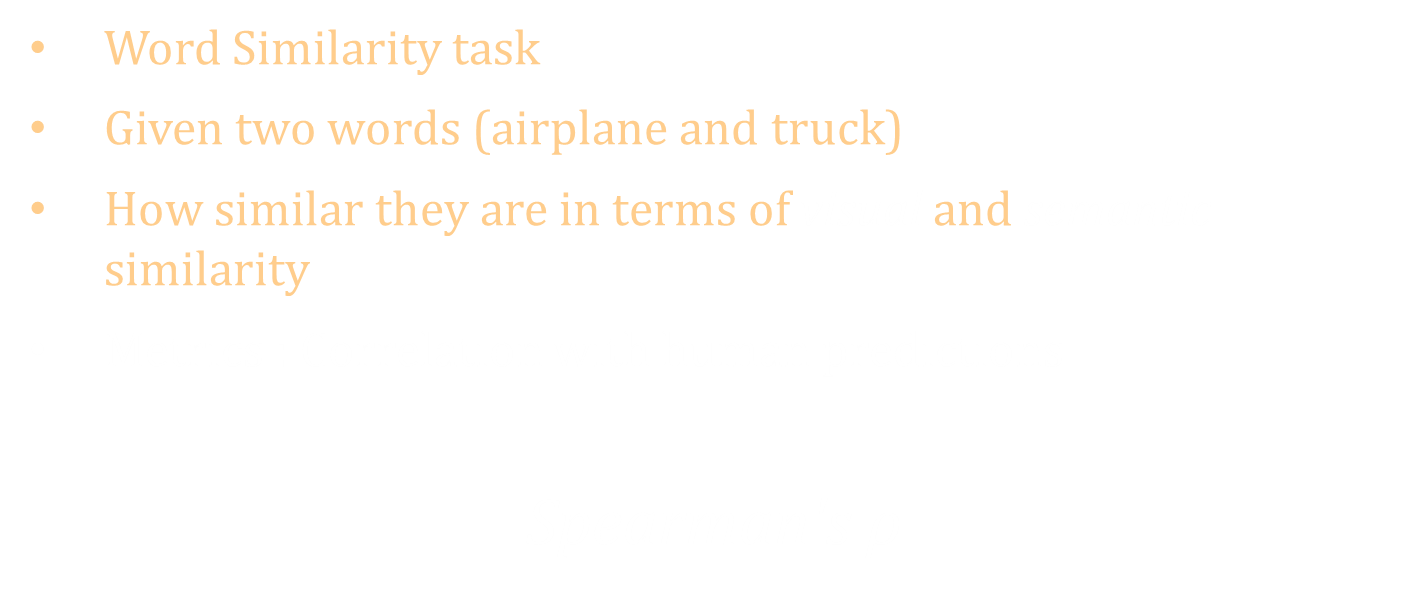 • Word Similarity task
• Given two words (airplane and truck)
• How similar they are in terms of and
similarity